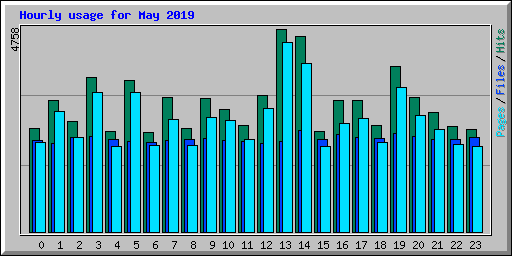 Hourly usage for May 2019
4758
Pages / Files / Hits
0 1 2 3 4 5 6 7 8 9 10 11 12 13 14 15 16 17 18 19 20 21 22 23